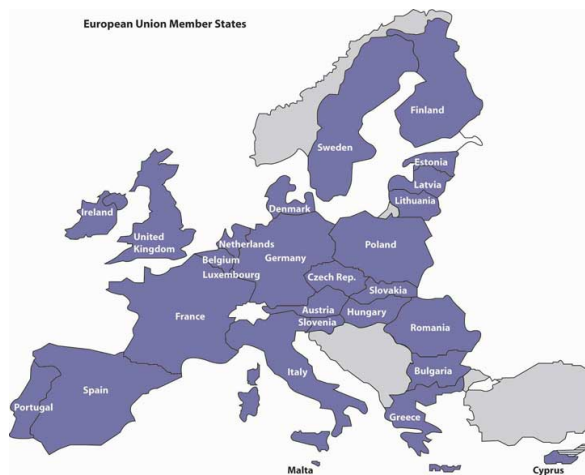 European Union Member States
Finland
Sweden
Estonia
Latvia
Lithuania
Denmark
Ireland
United
Kingdom
Netherlands
Belgium
Luxembourg
Germany
Poland
Czech Rep.
Slovakia
Austria
Hungary
Slovenia
France
Romania
Italy
Bulgaria
Spain
Portugal
Greece
Malta
Cyprus